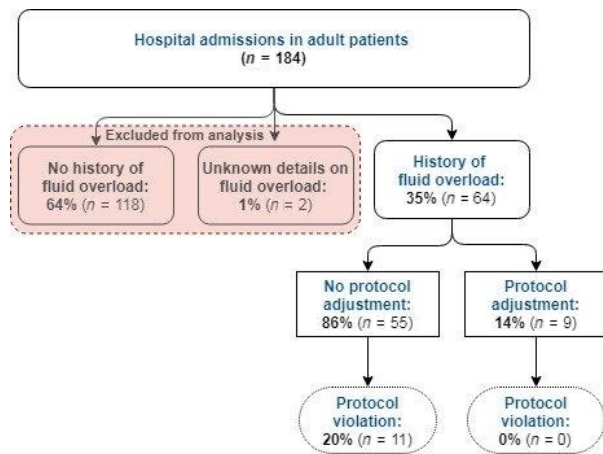 Hospital admissions in adult patients
(n = 184)
Excluded from analysis
No history of
fluid overload:
64% (n = 118)
Unknown details on
fluid overload:
1% (n = 2)
History of
fluid overload:
35% (n = 64)
No protocol
adjustment:
86% (n = 55)
Protocol
adjustment:
14% (n = 9)
Protocol
violation:
20% (n = 11)
Protocol
violation:
0% (n = 0)